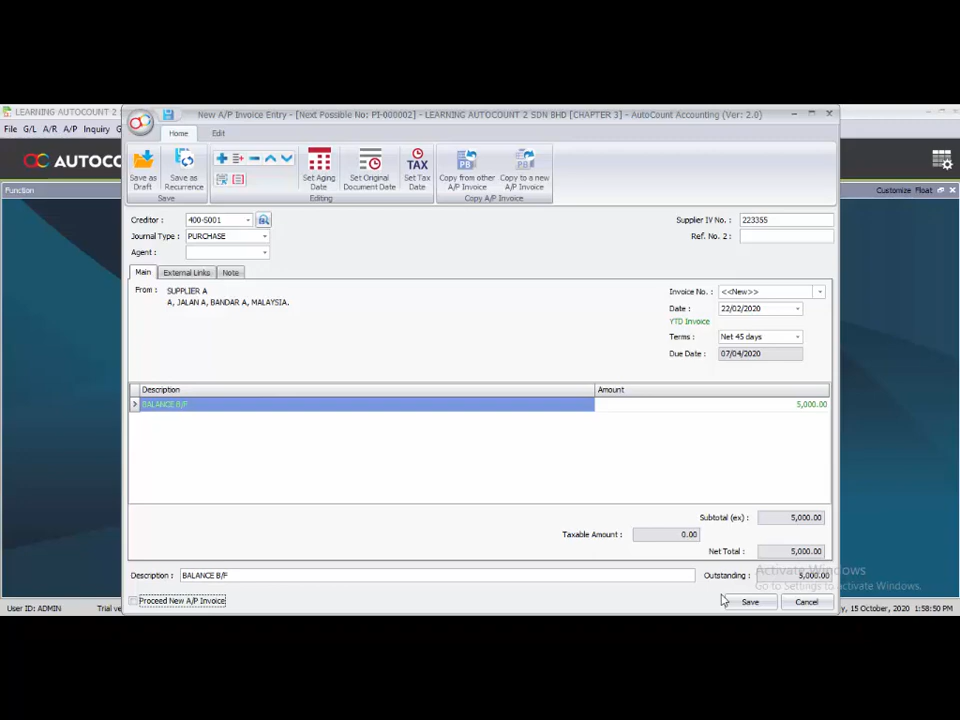 LEARNING AUTOCOUNT 2
New A/P Invoice Entry - [Next Possible No: PI-000002] - LEARNING AUTOCOUNT 2 SDN BHD [CHAPTER 3] - AutoCount Accounting (Ver: 2.0)
File G/L A/R A/P Inquiry G
Home Edit
AUTOCOU
Save as Draft
Save as Recurrence
Set Aging Date
Set Original Document Date
TAX
Set Tax Date
PB
Copy from other A/P Invoice
PB
Copy to a new A/P Invoice
Save
Editing
Copy A/P Invoice
Function
Customize Float
Creditor : 400-S001
Supplier IV No. : 223355
Journal Type : PURCHASE
Ref. No. 2 :
Agent :
Main External Links Note
From : SUPPLIER A
A, JALAN A, BANDAR A, MALAYSIA.
Invoice No. : <<New>>
Date : 22/02/2020
YTD Invoice
Terms : Net 45 days
Due Date : 07/04/2020
Description Amount
BALANCE B/F 5,000.00
Subtotal (ex) : 5,000.00
Taxable Amount : 0.00
Net Total : 5,000.00
Activate Windows
Description : BALANCE B/F
Outstanding : 5,000.00
Go to Settings to activate Windows.
Proceed New A/P Invoice
Save Cancel
User ID: ADMIN Trial ve
y, 15 October, 2020 1:58:50 PM